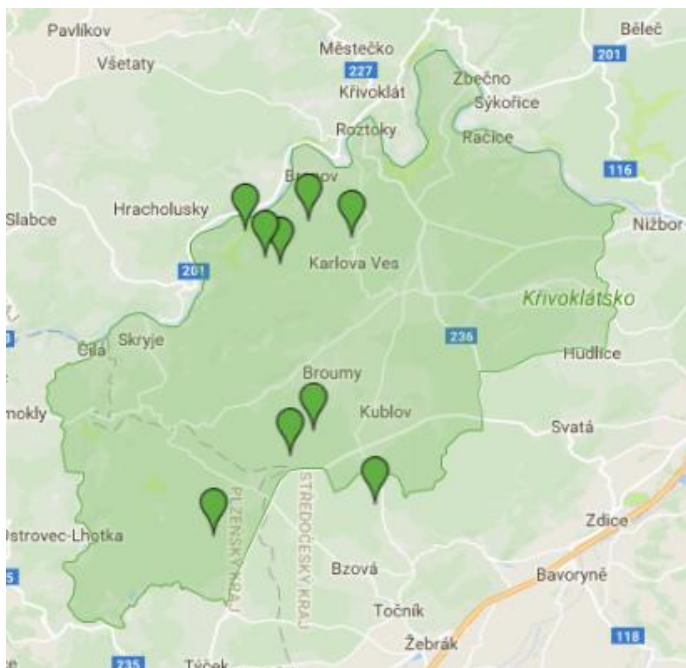 Pavlíkov
Běleč
Městečko
201
Všetaty
227
Zbečno
Křivoklát
Sýkořice
Roztoky
Račice
116
Hracholusky
Slabce
Nižbor
Karlova Ves
201
Křivoklátsko
236
Skryje
Čilá
Hudlice
Broumy
Kublov
Svatá
PLZEŇSKÝ KRAJ
STŘEDOČESKÝ KRAJ
Zdice
Ostrovec-Lhotka
Bzová
Bavoryně
Točník
118
Žebrák
Týček
235